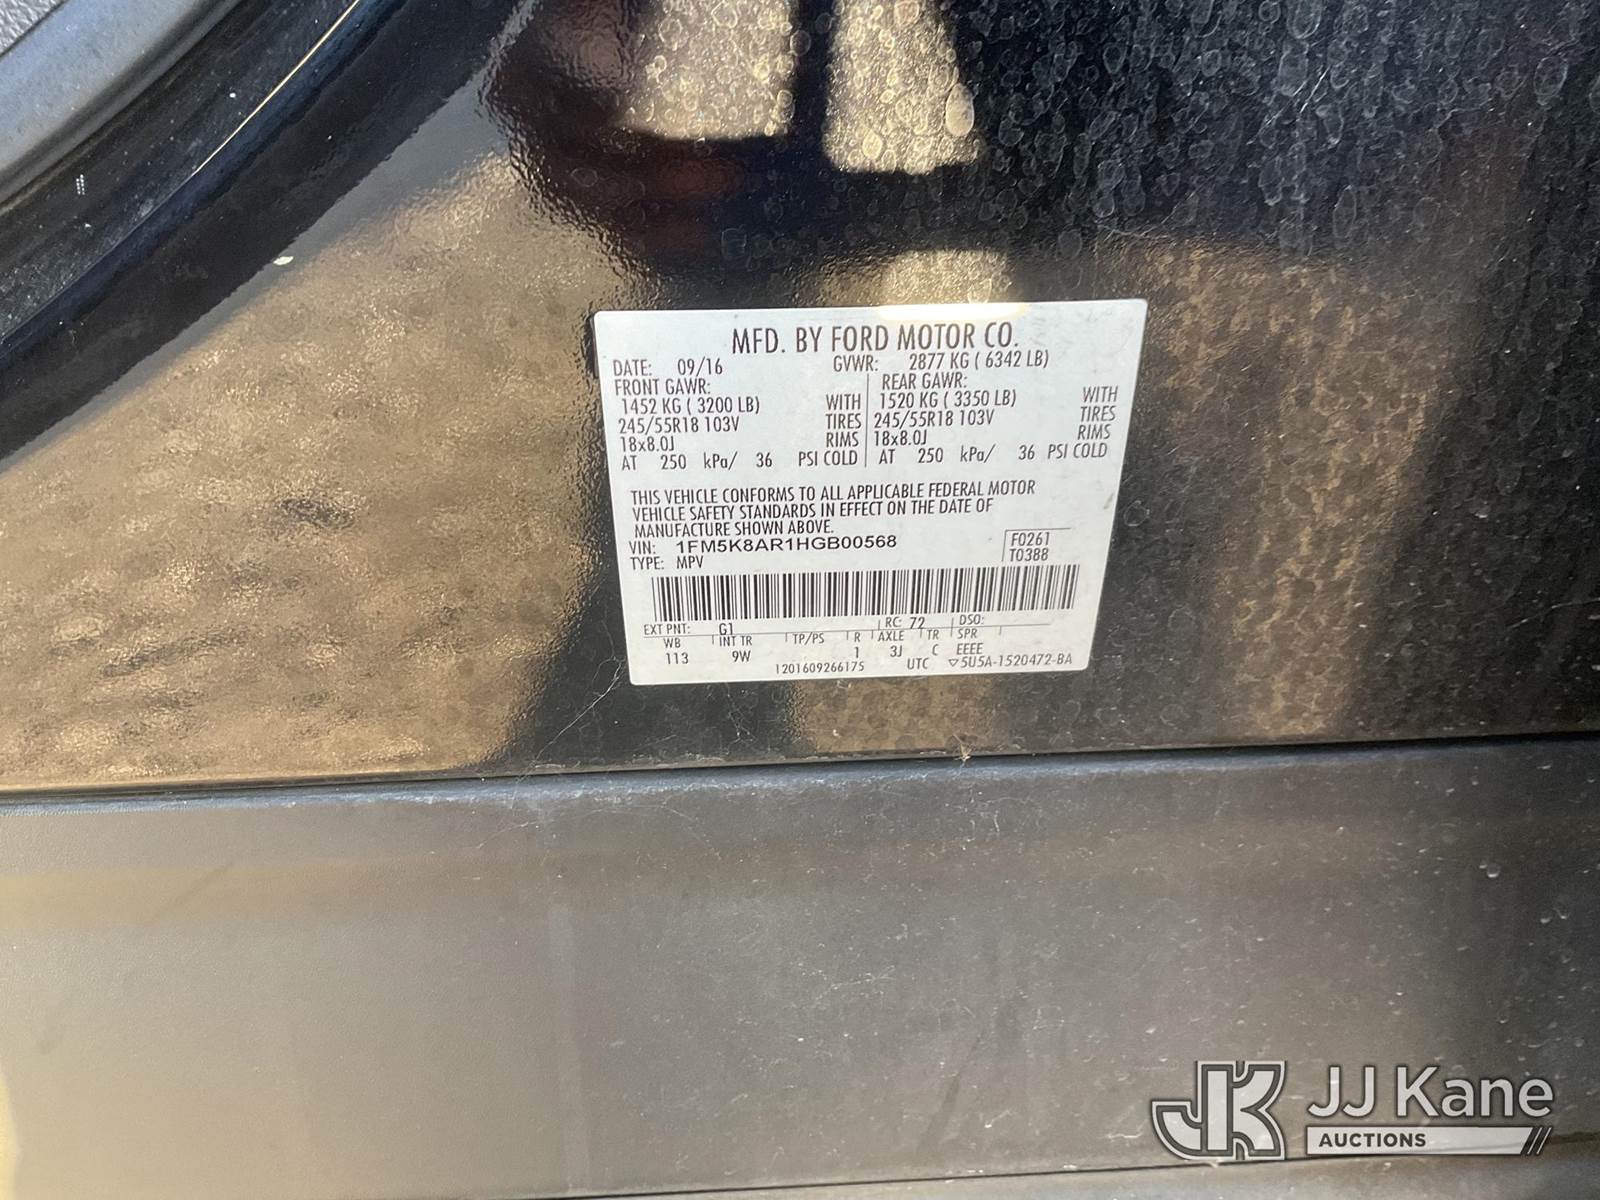 MFD. BY FORD MOTOR CO.
DATE: 09/16 GVWR: 2877 KG ( 6342 LB)
FRONT GAWR: REAR GAWR:
1452 KG ( 3200 LB) WITH 1520 KG ( 3350 LB) WITH
245/55R18 103V TIRES 245/55R18 103V TIRES
18x8.0J RIMS 18x8.0J RIMS
AT 250 kPa/ 36 PSI COLD AT 250 kPa/ 36 PSI COLD
THIS VEHICLE CONFORMS TO ALL APPLICABLE FEDERAL MOTOR
VEHICLE SAFETY STANDARDS IN EFFECT ON THE DATE OF
MANUFACTURE SHOWN ABOVE.
VIN: 1FM5K8AR1HGB00568 F0261
TYPE: MPV T0388
EXT PNT: G1 RC: 72 DSO:
WB INT TR TP/PS R AXLE TR SPR
113 9W 1 3J C EEEE
1201609266175 UTC ▽5U5A-1520472-BA
JK JJ Kane
AUCTIONS